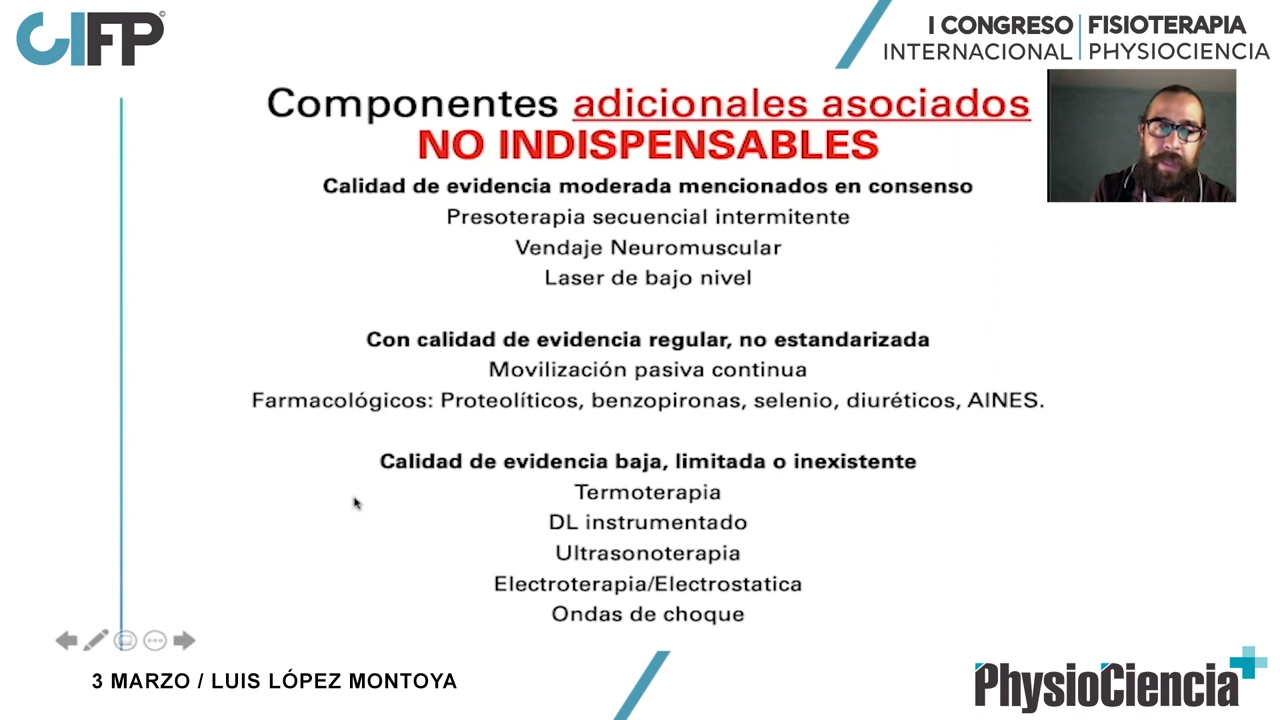 CIFP©
I CONGRESO INTERNACIONAL
FISIOTERAPIA PHYSIOCIENCIA
Componentes adicionales asociados
NO INDISPENSABLES
Calidad de evidencia moderada mencionados en consenso
Presoterapia secuencial intermitente
Vendaje Neuromuscular
Laser de bajo nivel
Con calidad de evidencia regular, no estandarizada
Movilización pasiva continua
Farmacológicos: Proteolíticos, benzopironas, selenio, diuréticos, AINES.
Calidad de evidencia baja, limitada o inexistente
Termoterapia
DL instrumentado
Ultrasonoterapia
Electroterapia/Electrostatica
Ondas de choque
3 MARZO / LUIS LÓPEZ MONTOYA
PhysioCiencia